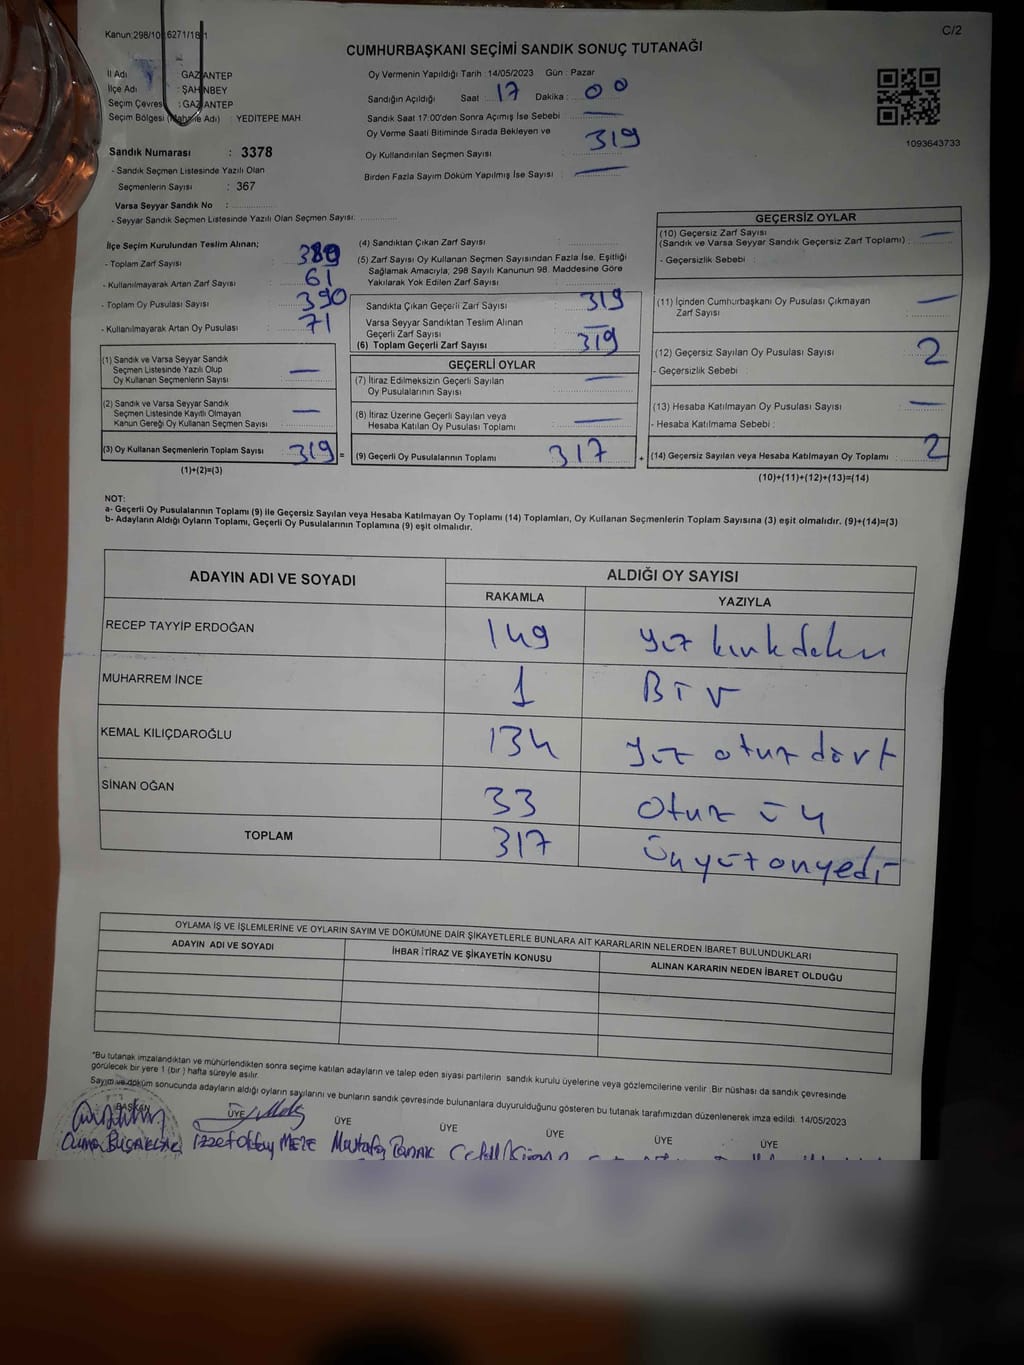 Kanun:298/10 6271/18 1
C/2
CUMHURBAŞKANI SEÇİMİ SANDIK SONUÇ TUTANAĞI
İl Adı : GAZİANTEP
İlçe Adı : ŞAHİNBEY
Seçim Çevresi : GAZİANTEP
Seçim Bölgesi (Mahalle Adı) : YEDİTEPE MAH.
Oy Vermenin Yapıldığı Tarih : 14/05/2023 Gün : Pazar
Sandığın Açıldığı Saat : 17 Dakika : 00
Sandık Saat 17:00'den Sonra Açımış İse Sebebi : —
Oy Verme Saati Bitiminde Sırada Bekleyen ve
Oy Kullandırılan Seçmen Sayısı : 319
Birden Fazla Sayım Döküm Yapılmış İse Sayısı : —
1093643733
Sandık Numarası : 3378
- Sandık Seçmen Listesinde Yazılı Olan
Seçmenlerin Sayısı : 367
Varsa Seyyar Sandık No :
- Seyyar Sandık Seçmen Listesinde Yazılı Olan Seçmen Sayısı:
İlçe Seçim Kurulundan Teslim Alınan;
- Toplam Zarf Sayısı : 380
- Kullanılmayarak Artan Zarf Sayısı : 61
- Toplam Oy Pusulası Sayısı : 390
- Kullanılmayarak Artan Oy Pusulası : 71
(1) Sandık ve Varsa Seyyar Sandık
Seçmen Listesinde Yazılı Olup
Oy Kullanan Seçmenlerin Sayısı —
(2) Sandık ve Varsa Seyyar Sandık
Seçmen Listesinde Kayıtlı Olmayan
Kanun Gereği Oy Kullanan Seçmen Sayısı —
(3) Oy Kullanan Seçmenlerin Toplam Sayısı 319 =
(1)+(2)=(3)
(4) Sandıktan Çıkan Zarf Sayısı :
(5) Zarf Sayısı Oy Kullanan Seçmen Sayısından Fazla İse, Eşitliği
Sağlamak Amacıyla, 298 Sayılı Kanunun 98. Maddesine Göre
Yakılarak Yok Edilen Zarf Sayısı :
Sandıkta Çıkan Geçerli Zarf Sayısı : 319
Varsa Seyyar Sandıktan Teslim Alınan
Geçerli Zarf Sayısı : —
(6) Toplam Geçerli Zarf Sayısı : 319
GEÇERLİ OYLAR
(7) İtiraz Edilmeksizin Geçerli Sayılan
Oy Pusulalarının Sayısı : —
(8) İtiraz Üzerine Geçerli Sayılan veya
Hesaba Katılan Oy Pusulası Toplamı : —
(9) Geçerli Oy Pusulalarının Toplamı : 317 +
GEÇERSİZ OYLAR
(10) Geçersiz Zarf Sayısı
(Sandık ve Varsa Seyyar Sandık Geçersiz Zarf Toplamı) : —
- Geçersizlik Sebebi :
(11) İçinden Cumhurbaşkanı Oy Pusulası Çıkmayan
Zarf Sayısı : —
(12) Geçersiz Sayılan Oy Pusulası Sayısı : 2
- Geçersizlik Sebebi :
(13) Hesaba Katılmayan Oy Pusulası Sayısı : —
- Hesaba Katılmama Sebebi :
(14) Geçersiz Sayılan veya Hesaba Katılmayan Oy Toplamı : 2
(10)+(11)+(12)+(13)=(14)
NOT:
a- Geçerli Oy Pusulalarının Toplamı (9) ile Geçersiz Sayılan veya Hesaba Katılmayan Oy Toplamı (14) Toplamları, Oy Kullanan Seçmenlerin Toplam Sayısına (3) eşit olmalıdır. (9)+(14)=(3)
b- Adayların Aldığı Oyların Toplamı, Geçerli Oy Pusulalarının Toplamına (9) eşit olmalıdır.
ADAYIN ADI VE SOYADI
ALDIĞI OY SAYISI
RAKAMLA YAZIYLA
RECEP TAYYİP ERDOĞAN 149 yüz kırk dokuz
MUHARREM İNCE 1 BİR
KEMAL KILIÇDAROĞLU 134 yüz otuz dört
SİNAN OĞAN 33 otuz üç
TOPLAM 317 üçyüzonyedi
OYLAMA İŞ VE İŞLEMLERİNE VE OYLARIN SAYIM VE DÖKÜMÜNE DAİR ŞİKAYETLERLE BUNLARA AİT KARARLARIN NELERDEN İBARET BULUNDUKLARI
ADAYIN ADI VE SOYADI İHBAR İTİRAZ VE ŞİKAYETİN KONUSU ALINAN KARARIN NEDEN İBARET OLDUĞU
*Bu tutanak imzalandıktan ve mühürlendikten sonra seçime katılan adayların ve talep eden siyasi partilerin sandık kurulu üyelerine veya gözlemcilerine verilir. Bir nüshası da sandık çevresinde
görülecek bir yere 1 (bir) hafta süreyle asılır.
Sayım ve döküm sonucunda adayların aldığı oyların sayılarını ve bunların sandık çevresinde bulunanlara duyurulduğunu gösteren bu tutanak tarafımızdan düzenlenerek imza edildi. 14/05/2023
BAŞKAN ÜYE ÜYE ÜYE ÜYE ÜYE ÜYE